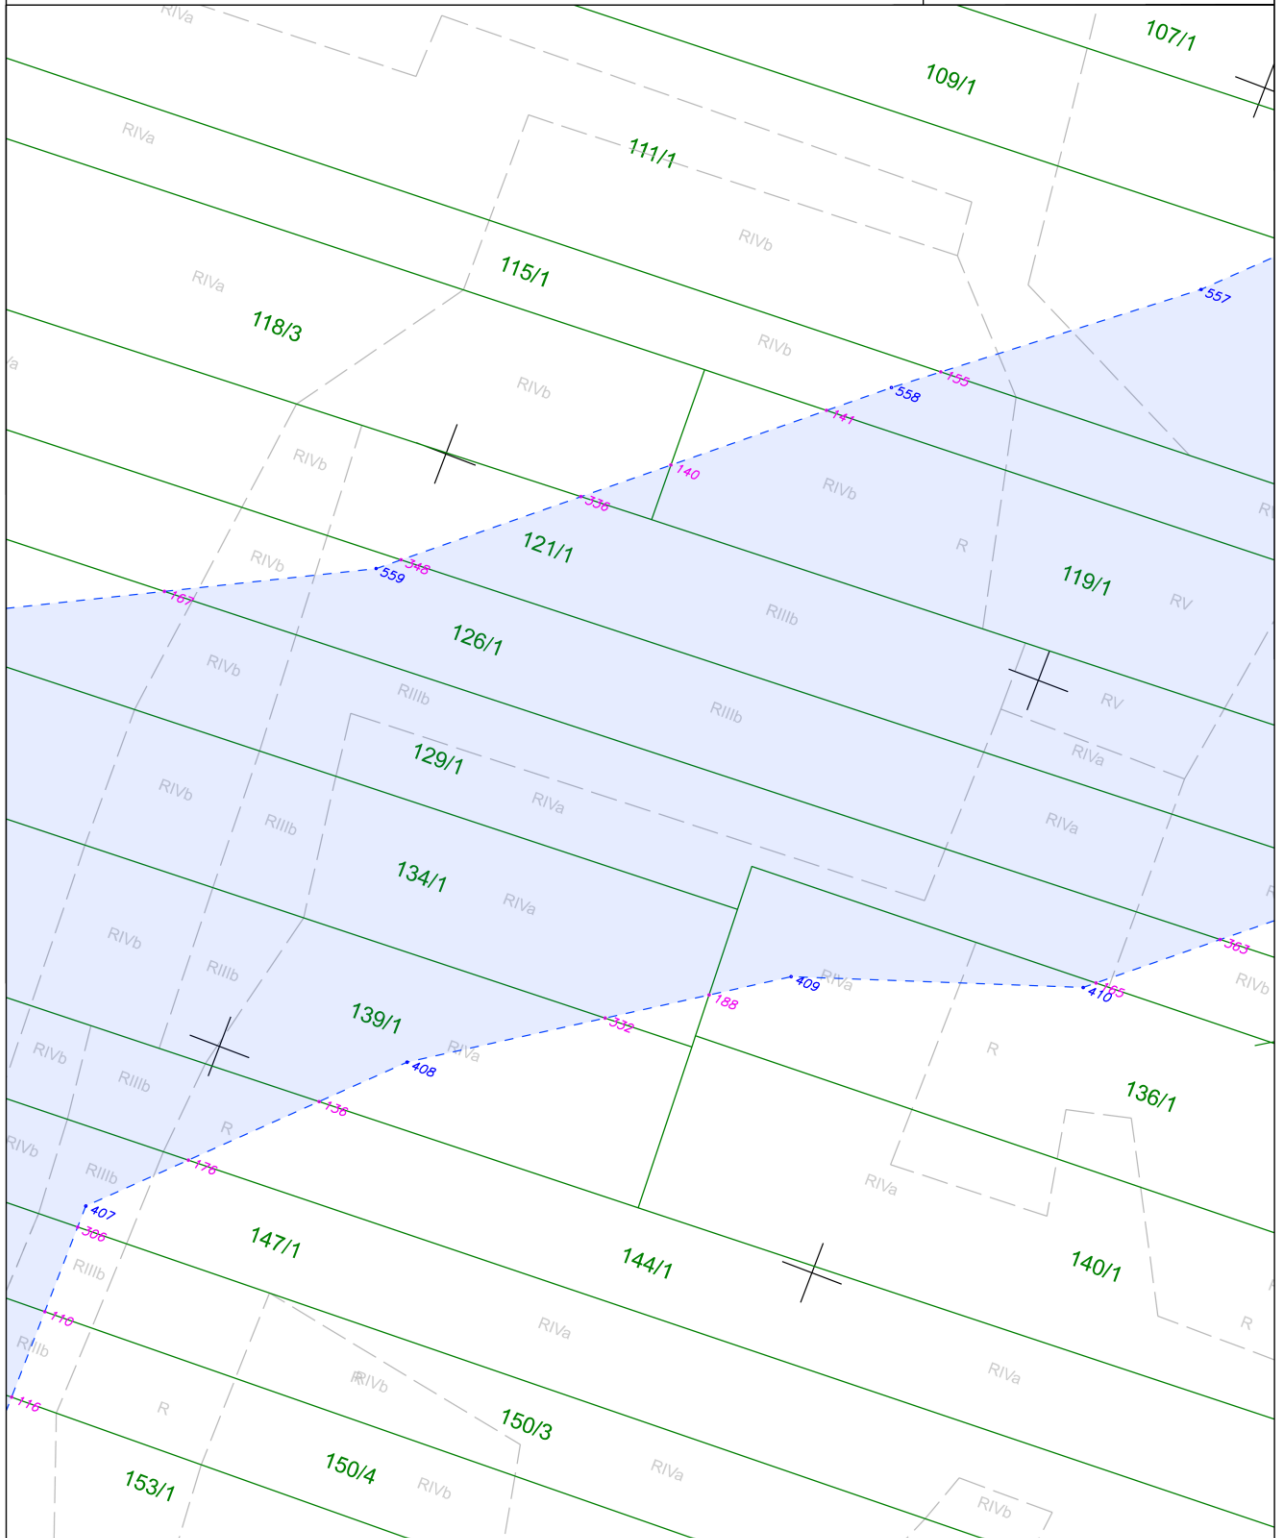 RIVa
107/1
109/1
RIVa
111/1
RIVb
115/1
RIVa
557
118/3
RIVb
155
RIVb
558
141
RIVb
140
RIVb
336
R
121/1
RIVb
348
559
119/1
167
RV
RIIIb
126/1
RIVb
RIIIb
RV
RIIIb
129/1
RIVa
RIVb
RIVa
RIIIb
RIVa
134/1
RIVa
RIVb
363
RIIIb
RIVa
409
RIVb
165
410
188
139/1
332
RIVb
RIVa
R
408
RIIIb
136/1
136
R
RIVb
176
RIIIb
RIVa
407
306
147/1
144/1
140/1
RIIIb
110
RIVa
R
RIIIb
RIVa
R
RIVb
116
R
150/3
150/4
RIVa
153/1
RIVb
RIVb